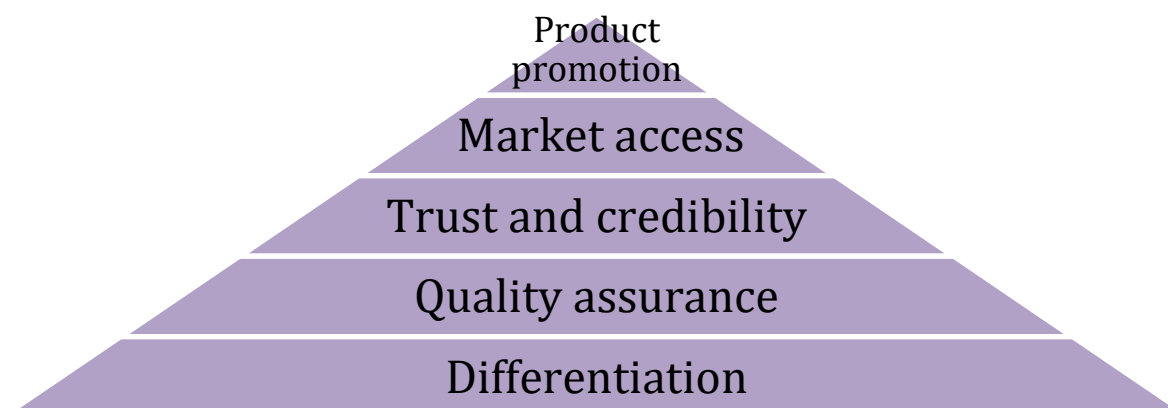 Product
promotion
Market access
Trust and credibility
Quality assurance
Differentiation